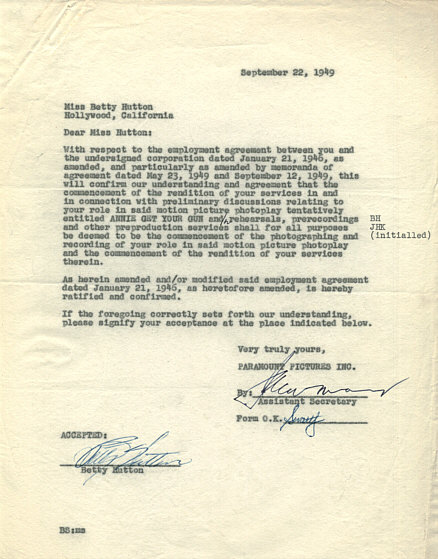 September 22, 1949
Miss Betty Hutton
Hollywood, California
Dear Miss Hutton:
With respect to the employment agreement between you and
the undersigned corporation dated January 21, 1946, as
amended, and particularly as amended by memoranda of
agreement dated May 23, 1949 and September 12, 1949, this
will confirm our understanding and agreement that the
commencement of the rendition of your services in and
in connection with preliminary discussions relating to
your role in said motion picture photoplay tentatively
entitled ANNIE GET YOUR GUN and rehearsals, prerecordings
and other preproduction services shall for all purposes
be deemed to be the commencement of the photographing and
recording of your role in said motion picture photoplay
and the commencement of the rendition of your services
therein.
BH
JHK
(initialled)
As herein amended and/or modified said employment agreement
dated January 21, 1946, as heretofore amended, is hereby
ratified and confirmed.
If the foregoing correctly sets forth our understanding,
please signify your acceptance at the place indicated below.
Very truly yours,
PARAMOUNT PICTURES INC.
By:
Assistant Secretary
Form O.K.
ACCEPTED:
Betty Hutton
Betty Hutton
BS:ms